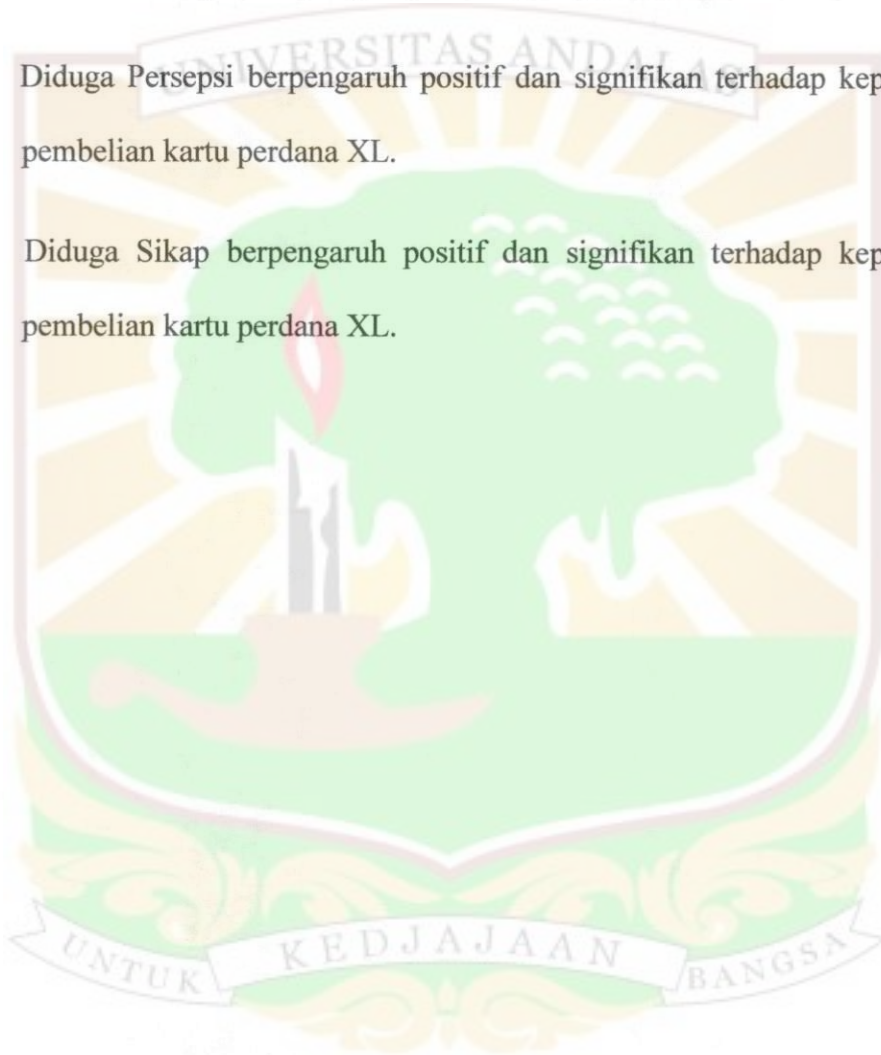 UNIVERSITAS ANDALAS
Diduga Persepsi berpengaruh positif dan signifikan terhadap kep
pembelian kartu perdana XL.
Diduga Sikap berpengaruh positif dan signifikan terhadap kep
pembelian kartu perdana XL.
UNTUK KEDJAJAAN BANGSA